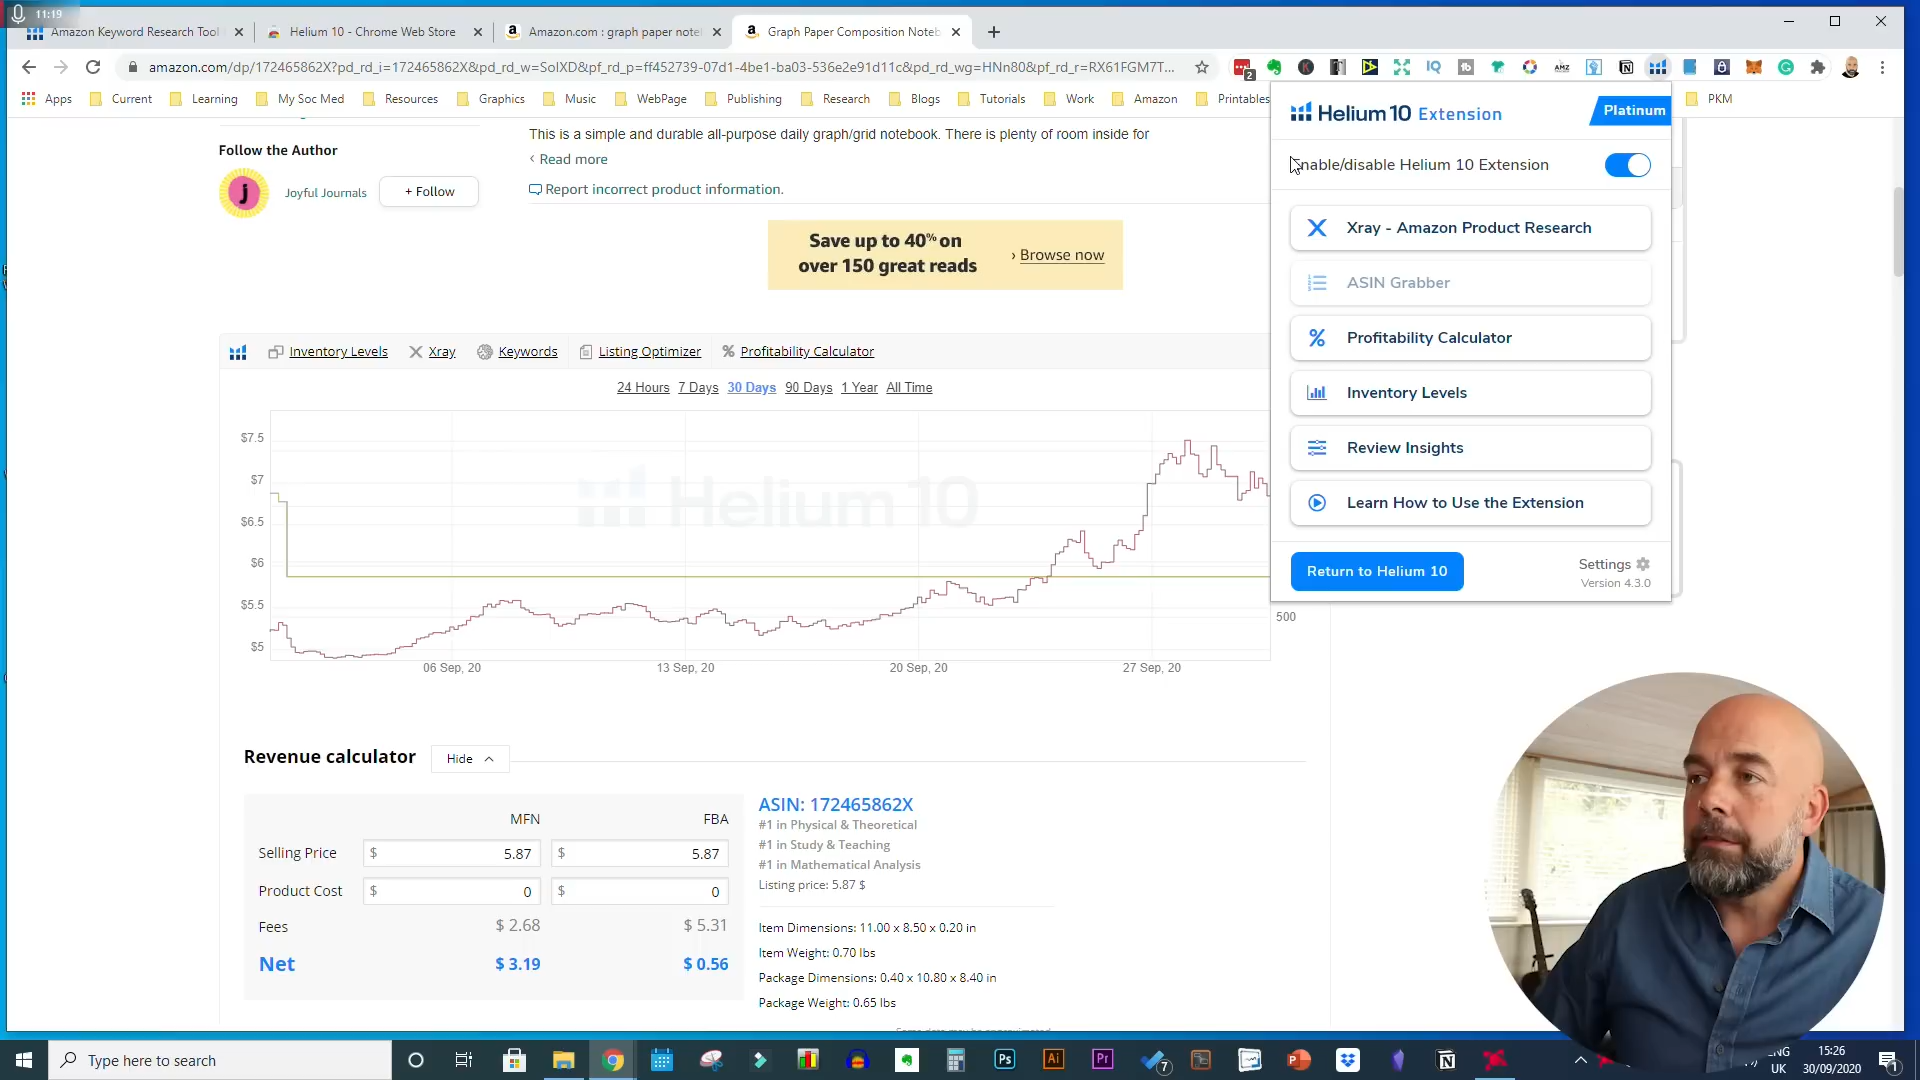 11:19
Amazon Keyword Research Tool
Helium 10 - Chrome Web Store
Amazon.com : graph paper note
Graph Paper Composition Noteb
amazon.com/dp/172465862X?pd_rd_i=172465862X&pd_rd_w=SolXD&pf_rd_p=ff452739-07d1-4be1-ba03-536e2e91d11c&pd_rd_wg=HNn80&pf_rd_r=RX61FGM7T...
Apps
Current
Learning
My Soc Med
Resources
Graphics
Music
WebPage
Publishing
Research
Blogs
Tutorials
Work
Amazon
Printables
PKM
Follow the Author
Joyful Journals
+ Follow
This is a simple and durable all-purpose daily graph/grid notebook. There is plenty of room inside for
‹ Read more
Report incorrect product information.
Save up to 40% on
over 150 great reads
› Browse now
Inventory Levels
Xray
Keywords
Listing Optimizer
Profitability Calculator
24 Hours 7 Days 30 Days 90 Days 1 Year All Time
Helium 10
$7.5
$7
$6.5
$6
$5.5
$5
500
06 Sep, 20
13 Sep, 20
20 Sep, 20
27 Sep, 20
Helium 10 Extension
Platinum
nable/disable Helium 10 Extension
Xray - Amazon Product Research
ASIN Grabber
Profitability Calculator
Inventory Levels
Review Insights
Learn How to Use the Extension
Return to Helium 10
Settings
Version 4.3.0
Revenue calculator
Hide
MFN FBA
Selling Price $ 5.87 $ 5.87
Product Cost $ 0 $ 0
Fees $ 2.68 $ 5.31
Net $ 3.19 $ 0.56
ASIN: 172465862X
#1 in Physical & Theoretical
#1 in Study & Teaching
#1 in Mathematical Analysis
Listing price: 5.87 $
Item Dimensions: 11.00 x 8.50 x 0.20 in
Item Weight: 0.70 lbs
Package Dimensions: 0.40 x 10.80 x 8.40 in
Package Weight: 0.65 lbs
Type here to search
Ps
Ai
Pr
7
ENG
UK
15:26
30/09/2020
1